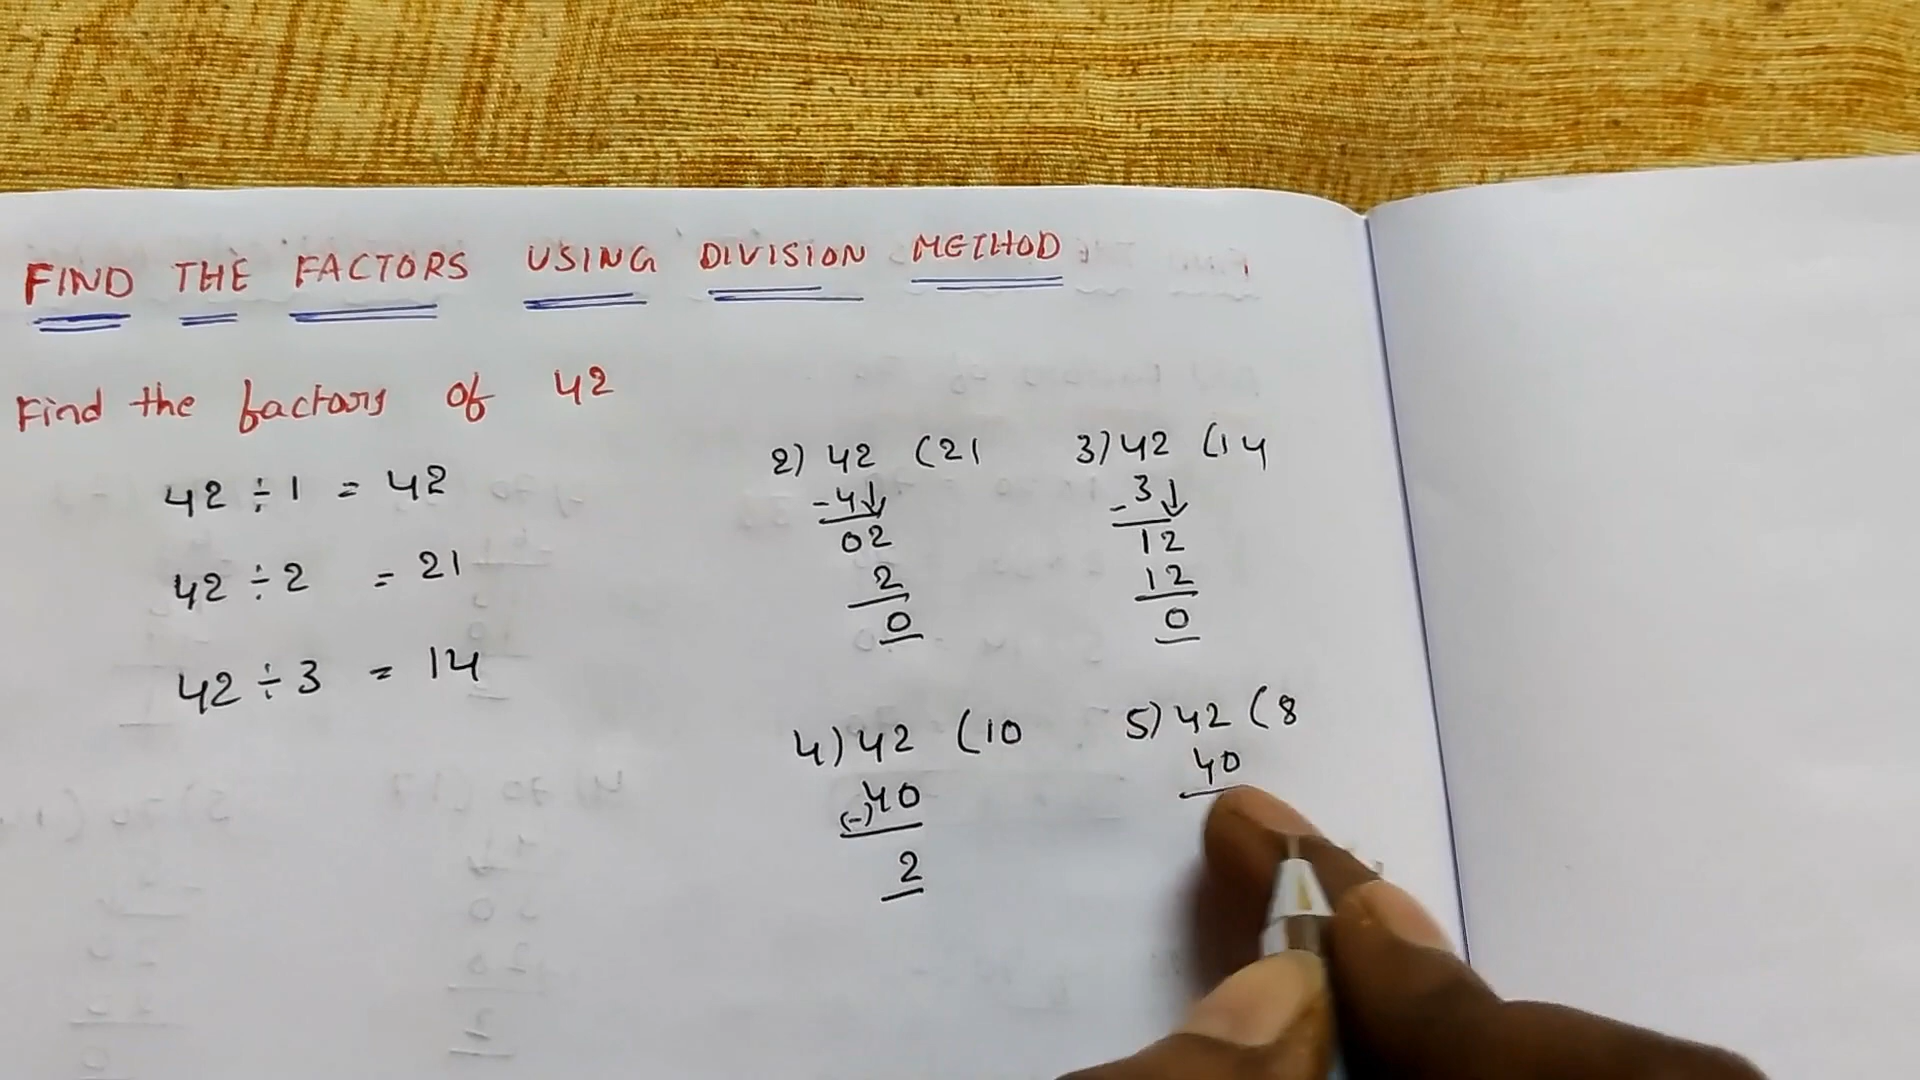 FIND THE FACTORS USING DIVISION METHOD
Find the factors of 42
42 ÷ 1 = 42
42 ÷ 2 = 21
42 ÷ 3 = 14
2) 42 (21
- 4↓
02
2
0
3) 42 (14
- 3↓
12
12
0
4) 42 (10
(-) 40
2
5) 42 (8
40